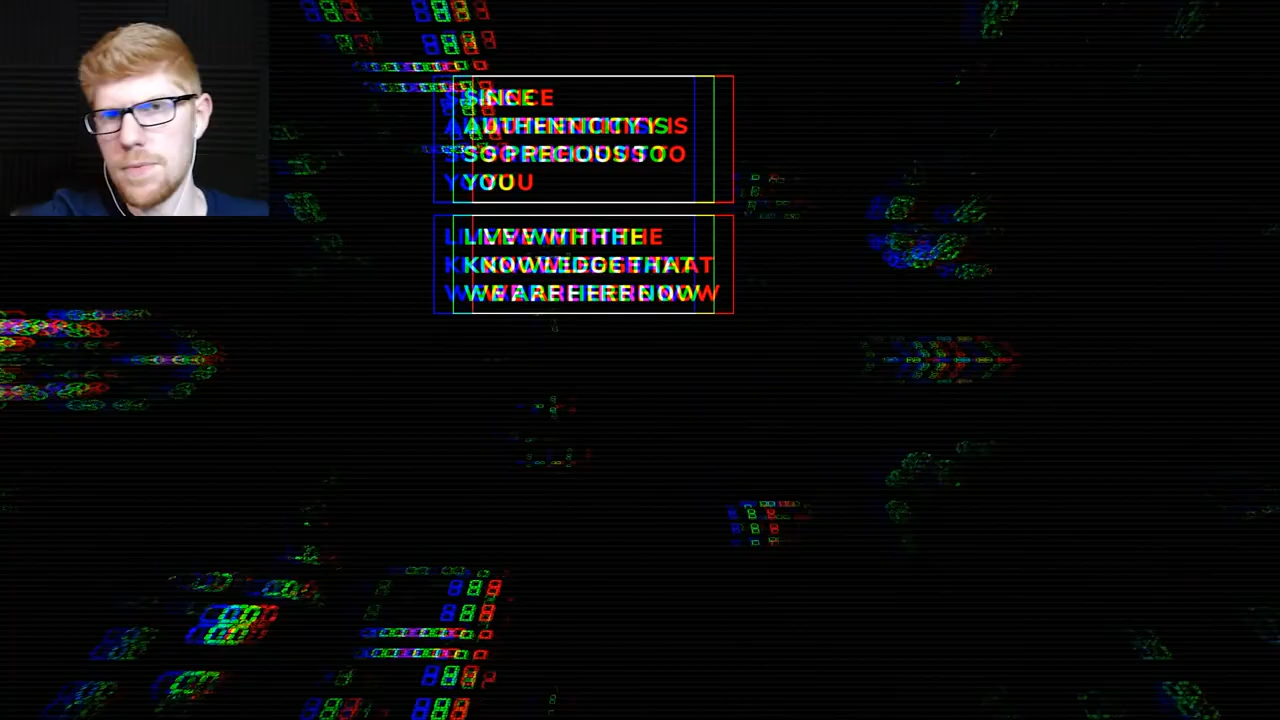 SINCE
AUTHENTICITY IS
SO PRECIOUS TO
YOU
LIVE WITH THE
KNOWLEDGE THAT
WE ARE HERE NOW